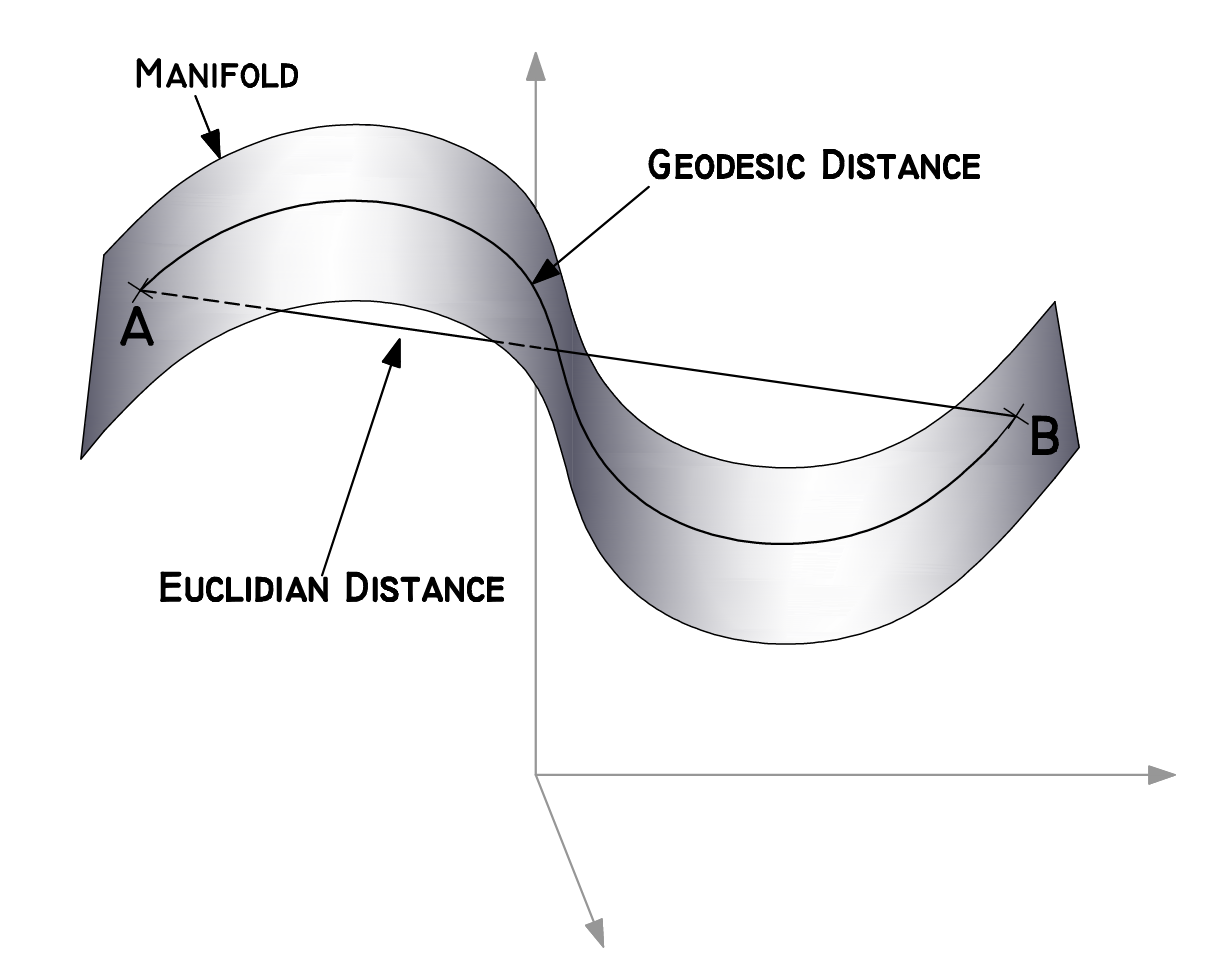 MANIFOLD
GEODESIC DISTANCE
A
B
EUCLIDIAN DISTANCE